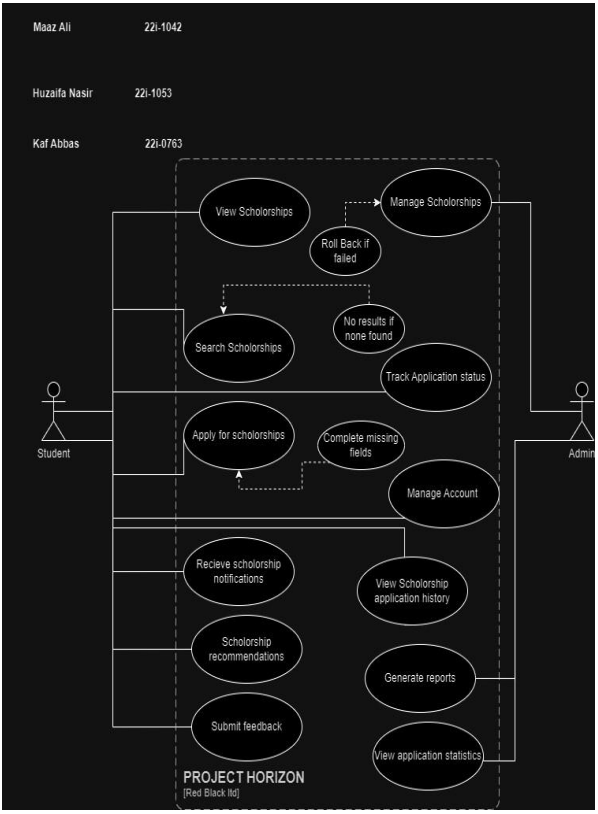 Maaz Ali 22i-1042
Huzaifa Nasir 22i-1053
Kaf Abbas 22i-0763
View Scholorships
Manage Scholorships
Roll Back if
failed
Search Scholorships
No results if
none found
Track Application status
Student
Admin
Apply for scholorships
Complete missing
fields
Manage Account
Recieve scholorship
notifications
View Scholorship
application history
Scholorship
recommendations
Generate reports
Submit feedback
View application statistics
PROJECT HORIZON
[Red Black ltd]